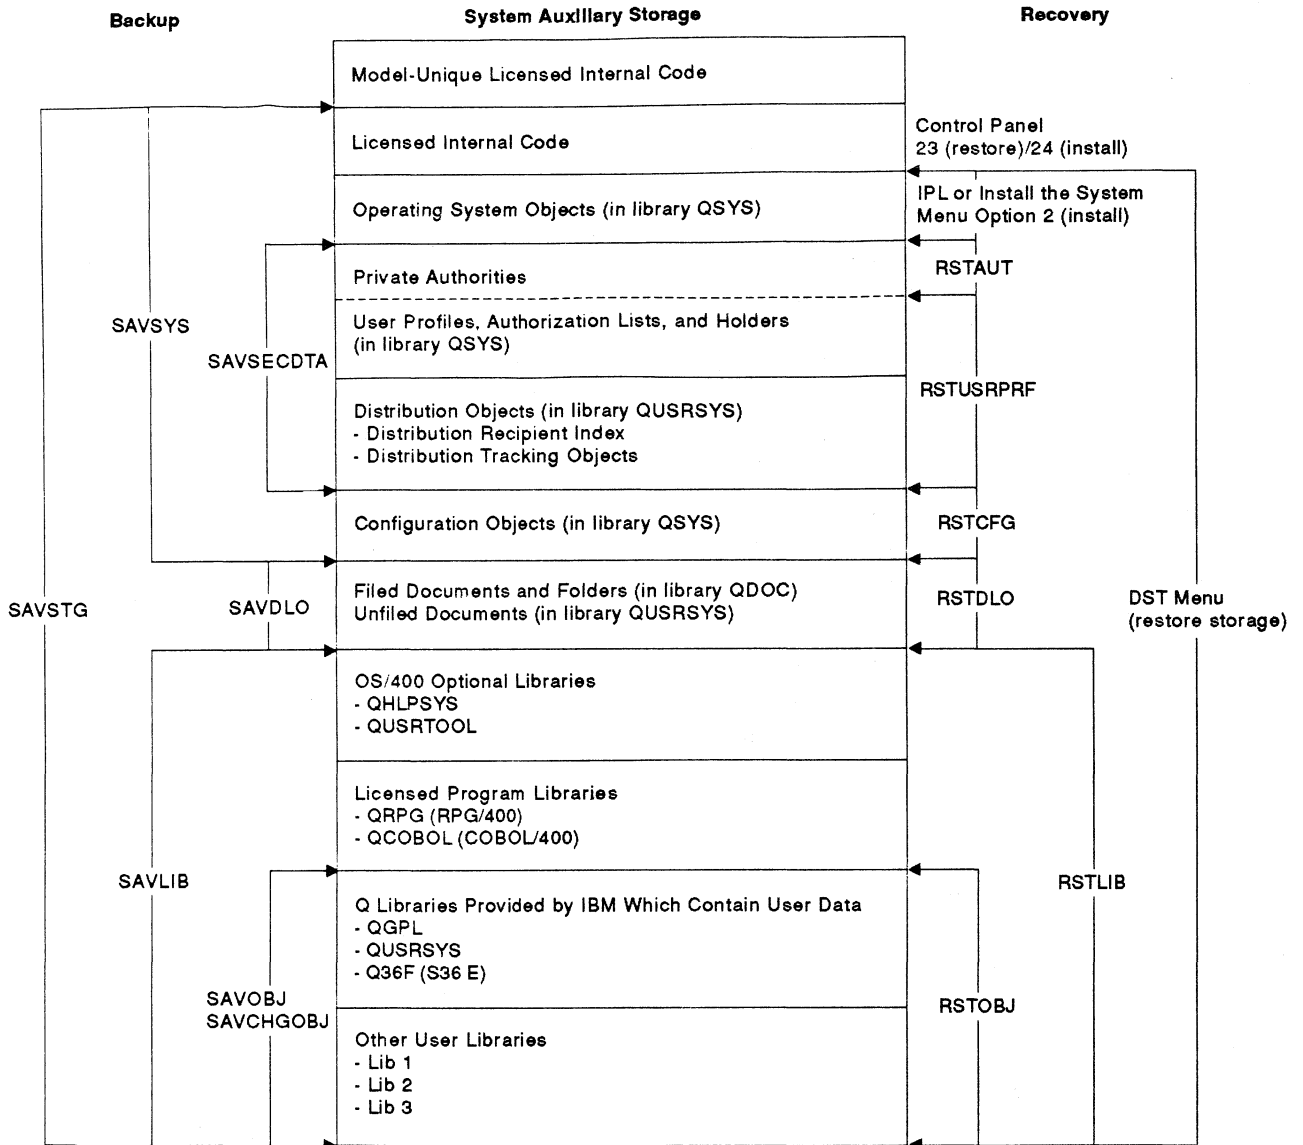 Backup
System Auxiliary Storage
Recovery
Model-Unique Licensed Internal Code
Licensed Internal Code
Control Panel
23 (restore)/24 (install)
Operating System Objects (in library QSYS)
IPL or Install the System
Menu Option 2 (install)
Private Authorities
RSTAUT
SAVSYS
User Profiles, Authorization Lists, and Holders
(in library QSYS)
SAVSECDTA
RSTUSRPRF
Distribution Objects (in library QUSRSYS)
- Distribution Recipient Index
- Distribution Tracking Objects
Configuration Objects (in library QSYS)
RSTCFG
SAVSTG
SAVDLO
Filed Documents and Folders (in library QDOC)
Unfiled Documents (in library QUSRSYS)
RSTDLO
DST Menu
(restore storage)
OS/400 Optional Libraries
- QHLPSYS
- QUSRTOOL
Licensed Program Libraries
- QRPG (RPG/400)
- QCOBOL (COBOL/400)
SAVLIB
RSTLIB
Q Libraries Provided by IBM Which Contain User Data
- QGPL
- QUSRSYS
- Q36F (S36 E)
SAVOBJ
SAVCHGOBJ
RSTOBJ
Other User Libraries
- Lib 1
- Lib 2
- Lib 3